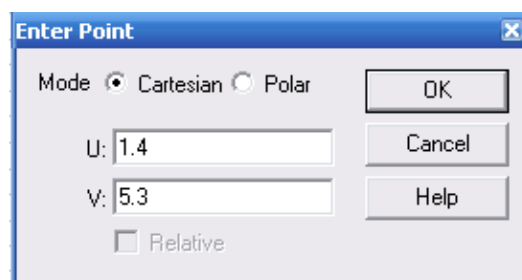 Enter Point
Mode Cartesian Polar OK
U: 1.4 Cancel
V: 5.3 Help
Relative